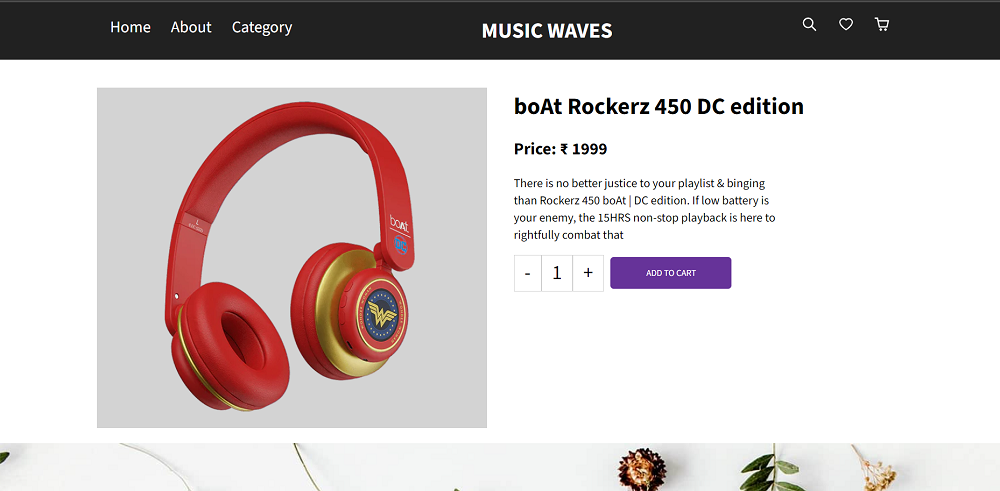 Home About Category
MUSIC WAVES
boAt Rockerz 450 DC edition
Price: ₹ 1999
There is no better justice to your playlist & binging
than Rockerz 450 boAt | DC edition. If low battery is
your enemy, the 15HRS non-stop playback is here to
rightfully combat that
- 1 +
ADD TO CART
L
boAt
DC